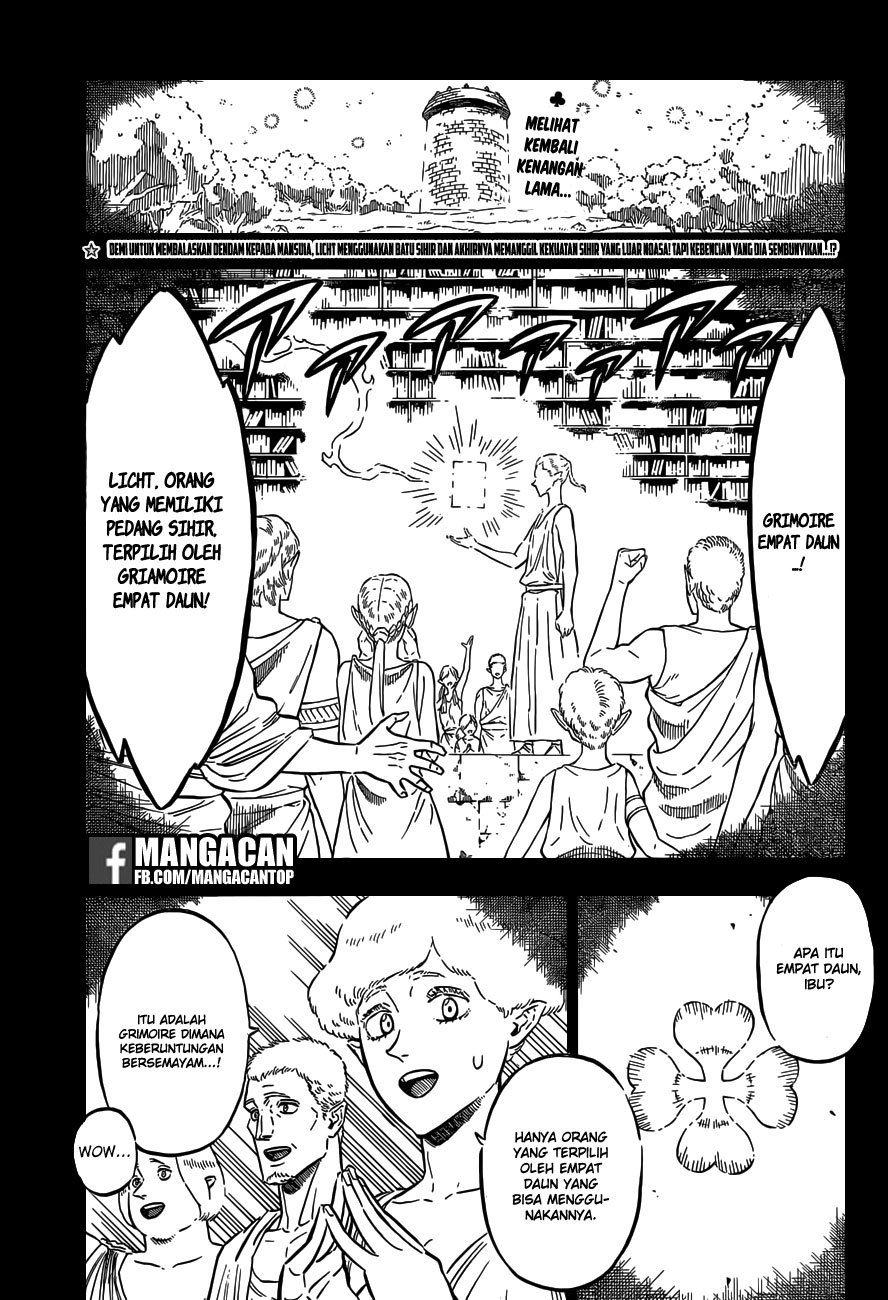 ♣
MELIHAT
KEMBALI
KENANGAN
LAMA...
DEMI UNTUK MEMBALASKAN DENDAM KEPADA MANSUIA, LICHT MENGGUNAKAN BATU SIHIR DAN AKHIRNYA MEMANGGIL KEKUATAN SIHIR YANG LUAR NOASA! TAPI KEBENCIAN YANG DIA SEMBUNYIKAN...!?
GRIMOIRE
EMPAT DAUN
...!
LICHT, ORANG
YANG MEMILIKI
PEDANG SIHIR,
TERPILIH OLEH
GRIAMOIRE
EMPAT DAUN!
f MANGACAN
FB.COM/MANGACANTOP
APA ITU
EMPAT DAUN,
IBU?
HANYA ORANG
YANG TERPILIH
OLEH EMPAT
DAUN YANG
BISA MENGGU-
NAKANNYA.
ITU ADALAH
GRIMOIRE DIMANA
KEBERUNTUNGAN
BERSEMAYAM...!
WOW...